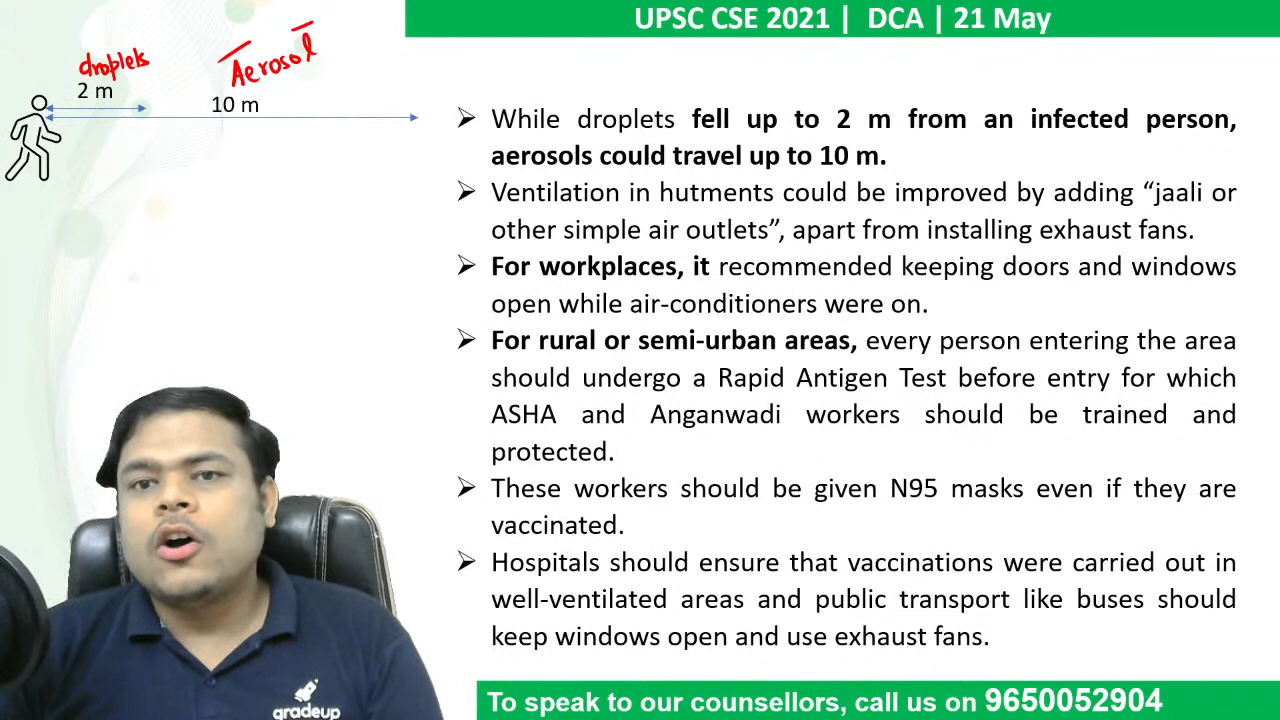 UPSC CSE 2021 | DCA | 21 May
droplets
Aerosol
2 m
10 m
➢ While droplets fell up to 2 m from an infected person,
aerosols could travel up to 10 m.
➢ Ventilation in hutments could be improved by adding “jaali or
other simple air outlets”, apart from installing exhaust fans.
➢ For workplaces, it recommended keeping doors and windows
open while air-conditioners were on.
➢ For rural or semi-urban areas, every person entering the area
should undergo a Rapid Antigen Test before entry for which
ASHA and Anganwadi workers should be trained and
protected.
➢ These workers should be given N95 masks even if they are
vaccinated.
➢ Hospitals should ensure that vaccinations were carried out in
well-ventilated areas and public transport like buses should
keep windows open and use exhaust fans.
gradeup
To speak to our counsellors, call us on 9650052904